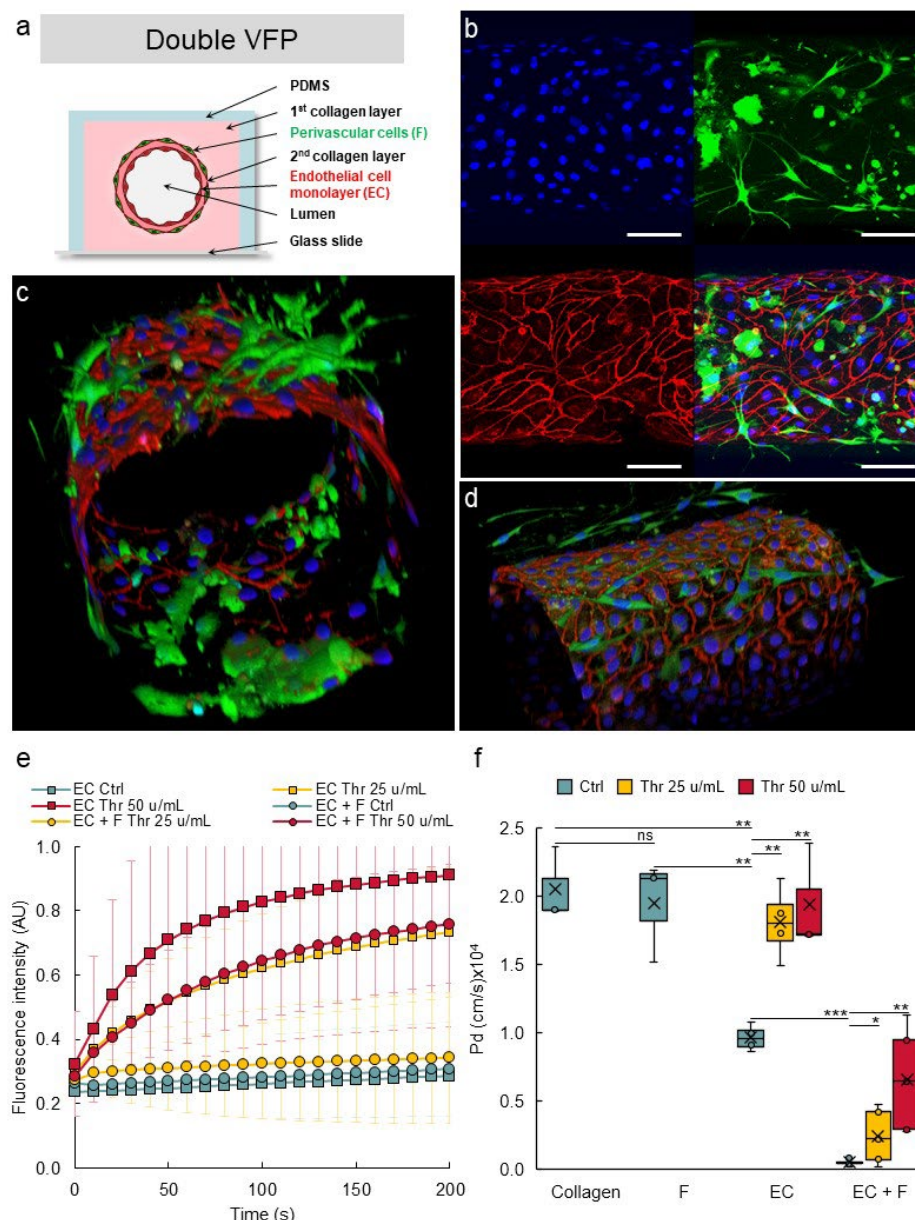 a
Double VFP
PDMS
1st collagen layer
Perivascular cells (F)
2nd collagen layer
Endothelial cell
monolayer (EC)
Lumen
Glass slide
b
c
d
e
EC Ctrl
EC Thr 25 u/mL
EC Thr 50 u/mL
EC + F Ctrl
EC + F Thr 25 u/mL
EC + F Thr 50 u/mL
Fluorescence intensity (AU)
1.0
0.8
0.6
0.4
0.2
0.0
0
50
100
150
200
Time (s)
f
Ctrl
Thr 25 u/mL
Thr 50 u/mL
Pd (cm/s)x10⁴
2.5
2.0
1.5
1.0
0.5
0.0
**
ns
**
**
**
***
*
**
Collagen
F
EC
EC + F